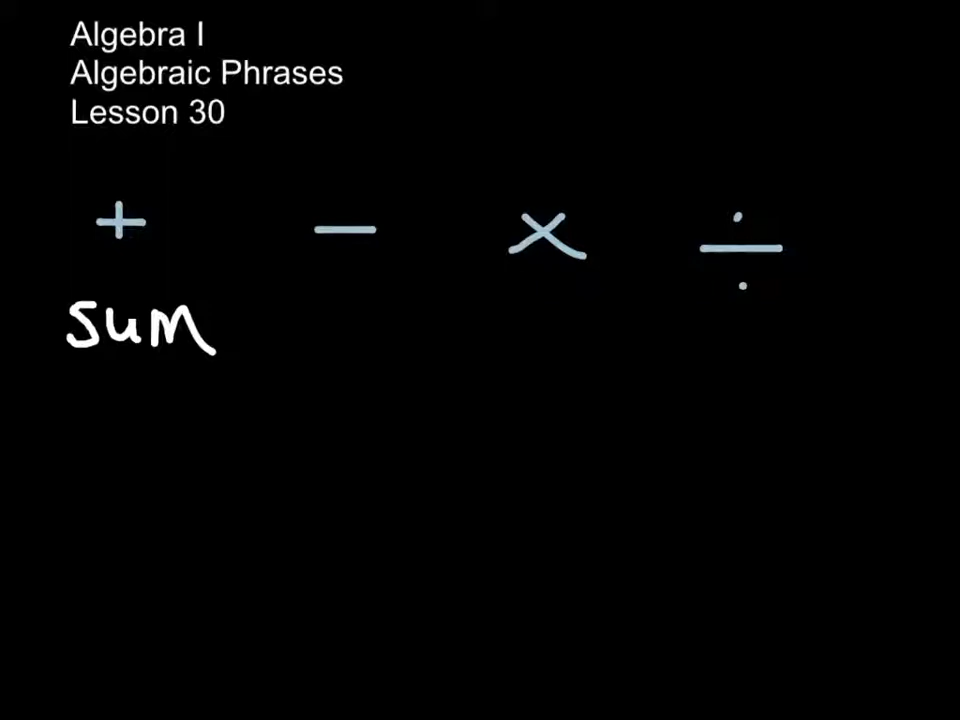 Algebra I
Algebraic Phrases
Lesson 30
+ − × ÷
sum